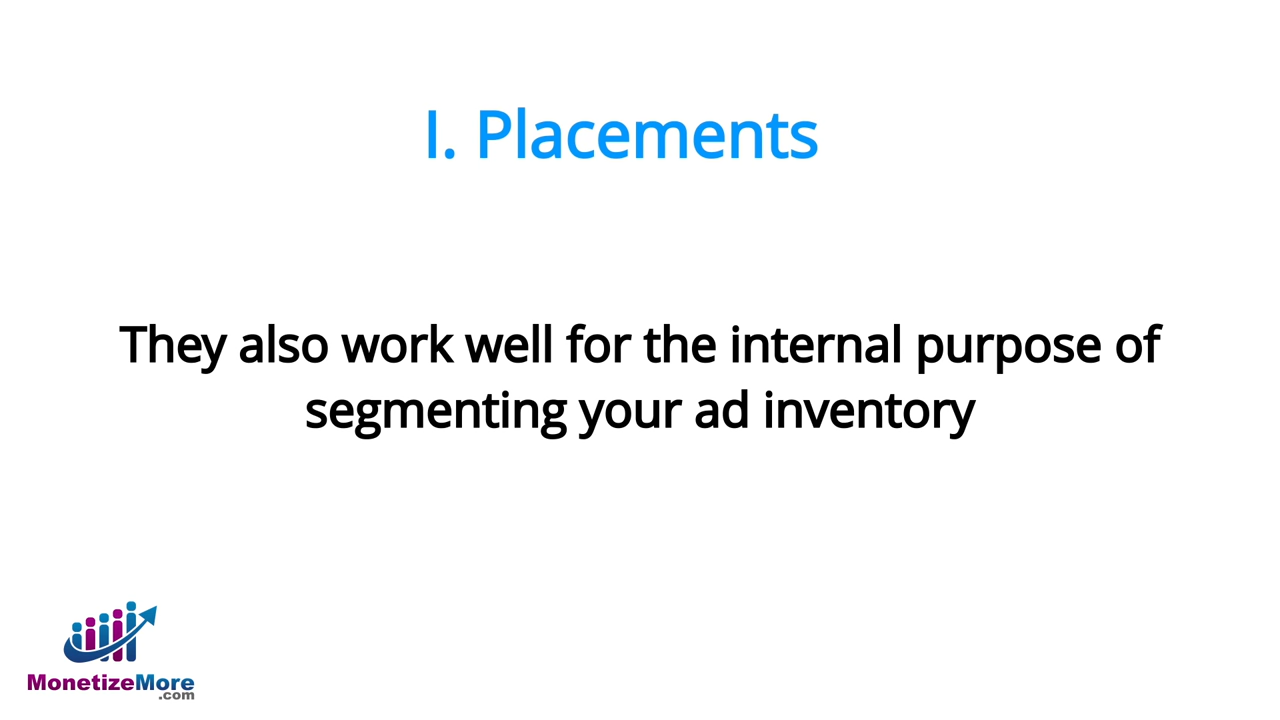 I. Placements
They also work well for the internal purpose of
segmenting your ad inventory
MonetizeMore
.com